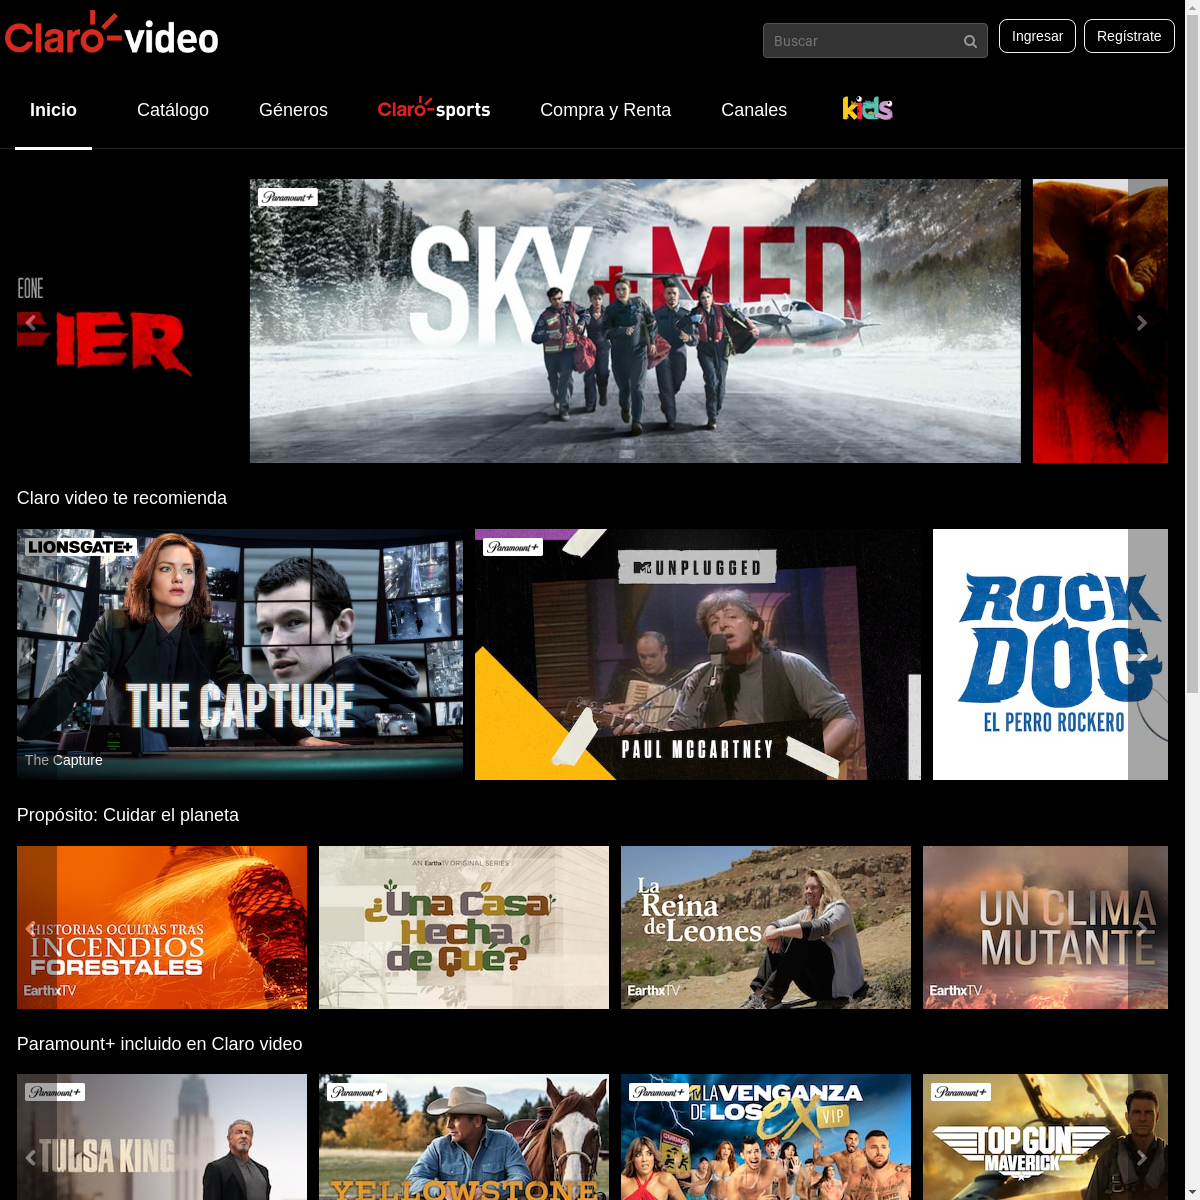 Claro-video
Buscar
Ingresar
Regístrate
Inicio
Catálogo
Géneros
Claro-sports
Compra y Renta
Canales
kids
Paramount+
SKY+MED
EONE
IER
Claro video te recomienda
LIONSGATE+
THE CAPTURE
The Capture
Paramount+
MTV UNPLUGGED
PAUL MCCARTNEY
ROCK
DOG
EL PERRO ROCKERO
Propósito: Cuidar el planeta
HISTORIAS OCULTAS TRAS
INCENDIOS
FORESTALES
EarthxTV
AN EarthxTV ORIGINAL SERIES
¿Una Casa
Hecha
de Qué?
La
Reina
de Leones
EarthxTV
UN CLIMA
MUTANTE
EarthxTV
Paramount+ incluido en Claro video
Paramount+
TULSA KING
Paramount+
YELLOWSTONE
Paramount+
MTV LA VENGANZA
DE LOS ex
VIP
CUIDADO
Paramount+
TOP GUN
MAVERICK